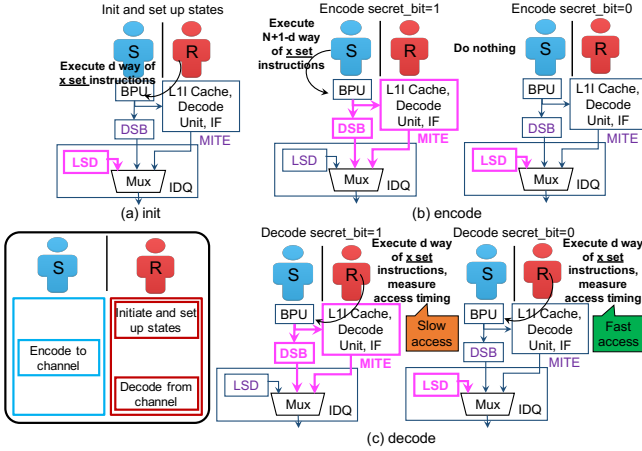 Init and set up states
S
R
Execute d way of
x set instructions
BPU
L1I Cache,
Decode
Unit, IF
DSB
MITE
LSD
Mux
IDQ
(a) init
Encode secret_bit=1
Execute
N+1-d way
of x set
instructions
S
R
BPU
L1I Cache,
Decode
Unit, IF
DSB
MITE
LSD
Mux
IDQ
Encode secret_bit=0
Do nothing
S
R
BPU
L1I Cache,
Decode
Unit, IF
DSB
MITE
LSD
Mux
IDQ
(b) encode
S
R
Initiate and set
up states
Encode to
channel
Decode from
channel
Decode secret_bit=1
S
R
Execute d way
of x set
instructions,
measure
access timing
BPU
L1I Cache,
Decode
Unit, IF
Slow
access
DSB
MITE
LSD
Mux
IDQ
Decode secret_bit=0
S
R
Execute d way
of x set
instructions,
measure
access timing
BPU
L1I Cache,
Decode
Unit, IF
Fast
access
DSB
MITE
LSD
Mux
IDQ
(c) decode